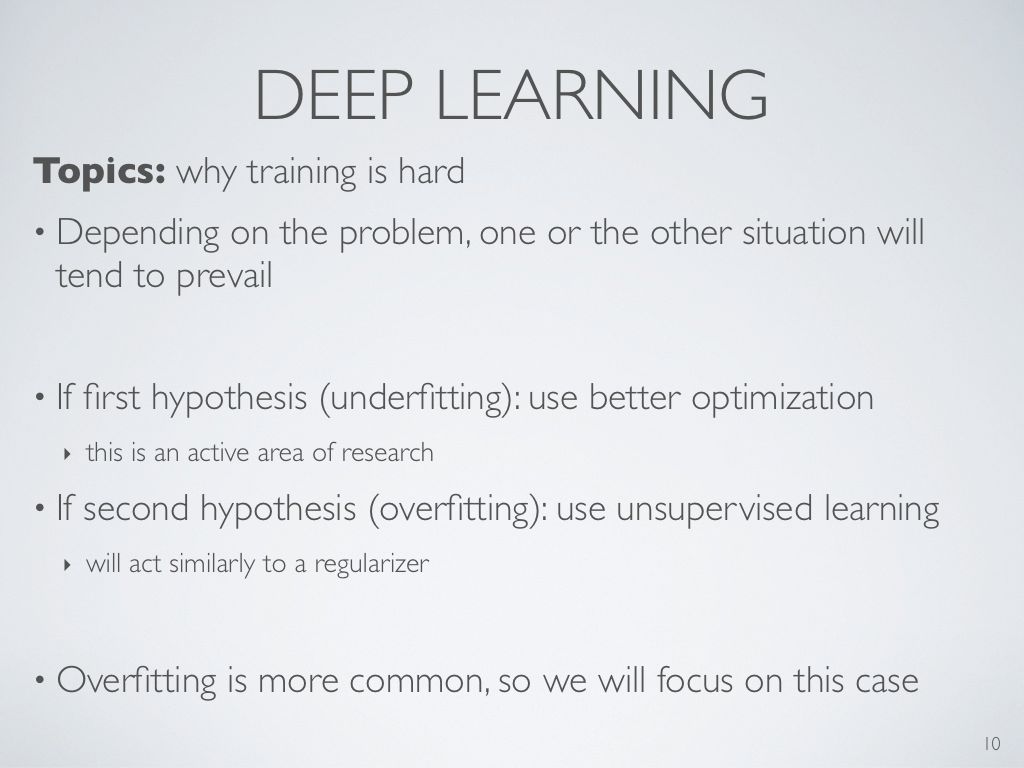 DEEP LEARNING
Topics: why training is hard
• Depending on the problem, one or the other situation will
tend to prevail
• If first hypothesis (underfitting): use better optimization
‣ this is an active area of research
• If second hypothesis (overfitting): use unsupervised learning
‣ will act similarly to a regularizer
• Overfitting is more common, so we will focus on this case
10